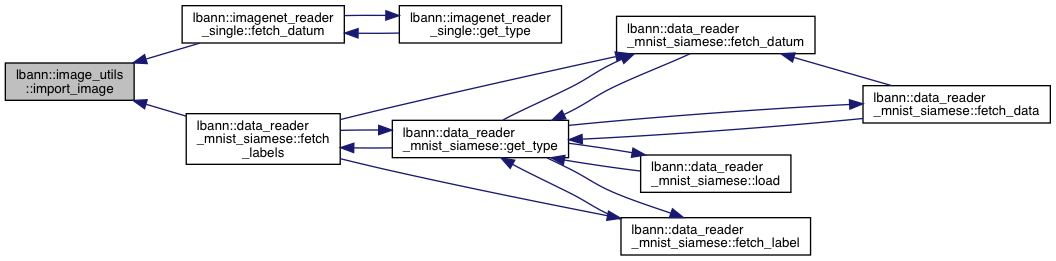 lbann::image_utils
::import_image
lbann::imagenet_reader
_single::fetch_datum
lbann::imagenet_reader
_single::get_type
lbann::data_reader
_mnist_siamese::fetch
_labels
lbann::data_reader
_mnist_siamese::get_type
lbann::data_reader
_mnist_siamese::fetch_datum
lbann::data_reader
_mnist_siamese::fetch_data
lbann::data_reader
_mnist_siamese::load
lbann::data_reader
_mnist_siamese::fetch_label